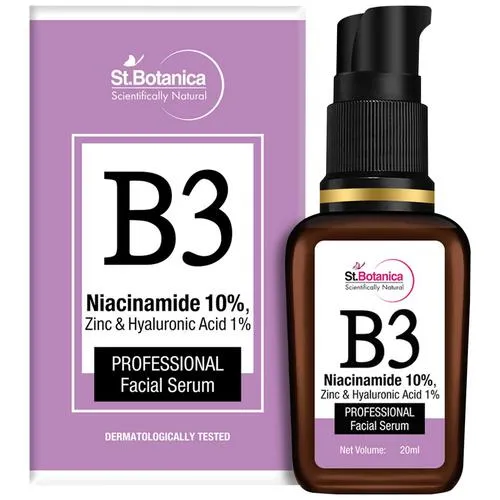 St.Botanica
Scientifically Natural
B3
Niacinamide 10%,
Zinc & Hyaluronic Acid 1%
PROFESSIONAL
Facial Serum
DERMATOLOGICALLY TESTED
St.Botanica
Scientifically Natural
B3
Niacinamide 10%,
Zinc & Hyaluronic Acid 1%
PROFESSIONAL
Facial Serum
Net Volume: 20ml